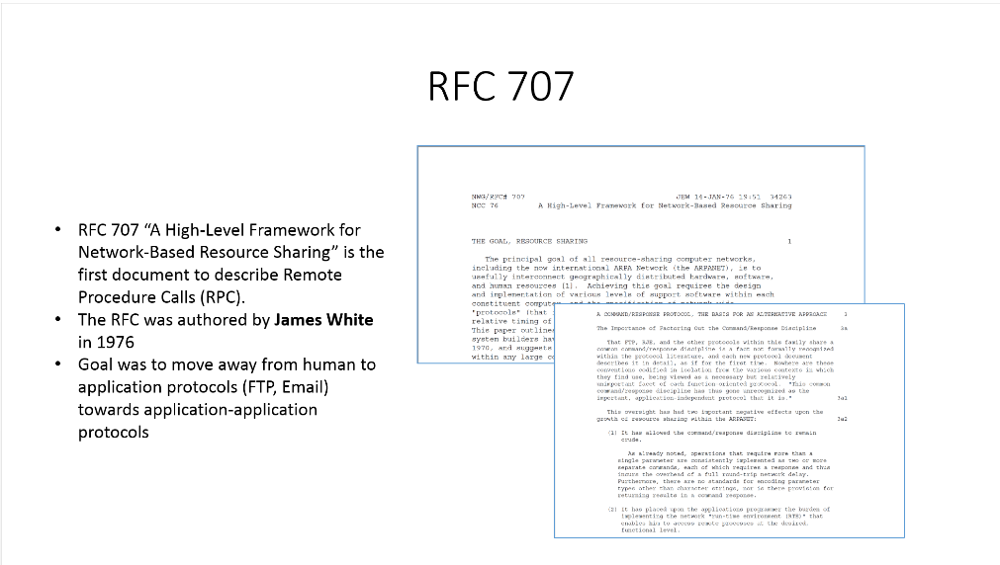 RFC 707
• RFC 707 “A High-Level Framework for
Network-Based Resource Sharing” is the
first document to describe Remote
Procedure Calls (RPC).
• The RFC was authored by James White
in 1976
• Goal was to move away from human to
application protocols (FTP, Email)
towards application-application
protocols
NWG/RFC# 707 JEW 14-JAN-76 19:51 34263
NCC 76 A High-Level Framework for Network-Based Resource Sharing
THE GOAL, RESOURCE SHARING 1
The principal goal of all resource-sharing computer networks,
including the now international ARPA Network (the ARPANET), is to
usefully interconnect geographically distributed hardware, software,
and human resources [1]. Achieving this goal requires the design
and implementation of various levels of support software within each
constituent computer, and the specification of network-wide
"protocols" (that
relative timing of
This paper outline
system builders ha
1970, and suggests
within any large c
A COMMAND/RESPONSE PROTOCOL, THE BASIS FOR AN ALTERNATIVE APPROACH 3
The Importance of Factoring Out the Command/Response Discipline 3a
That FTP, RJE, and the other protocols within this family share a
common command/response discipline is a fact not formally recognized
within the protocol literature, and each new protocol document
describes it in detail, as if for the first time. Nowhere are these
conventions codified in isolation from the various contexts in which
they find use, being viewed as a necessary but relatively
unimportant facet of each function oriented protocol. "This common
command/response discipline has thus gone unrecognized as the
important, application-independent protocol that it is." 3a1
This oversight has had two important negative effects upon the
growth of resource sharing within the ARPANET: 3a2
(1) It has allowed the command/response discipline to remain
crude.
As already noted, operations that require more than a
single parameter are consistently implemented as two or more
separate commands, each of which requires a response and thus
incurs the overhead of a full round-trip network delay.
Furthermore, there are no standards for encoding parameter
types other than character strings, nor is there provision for
returning results in a command response.
(2) It has placed upon the applications programmer the burden of
implementing the network "run-time environment (RTE)" that
enables him to access remote processes at the desired,
functional level.